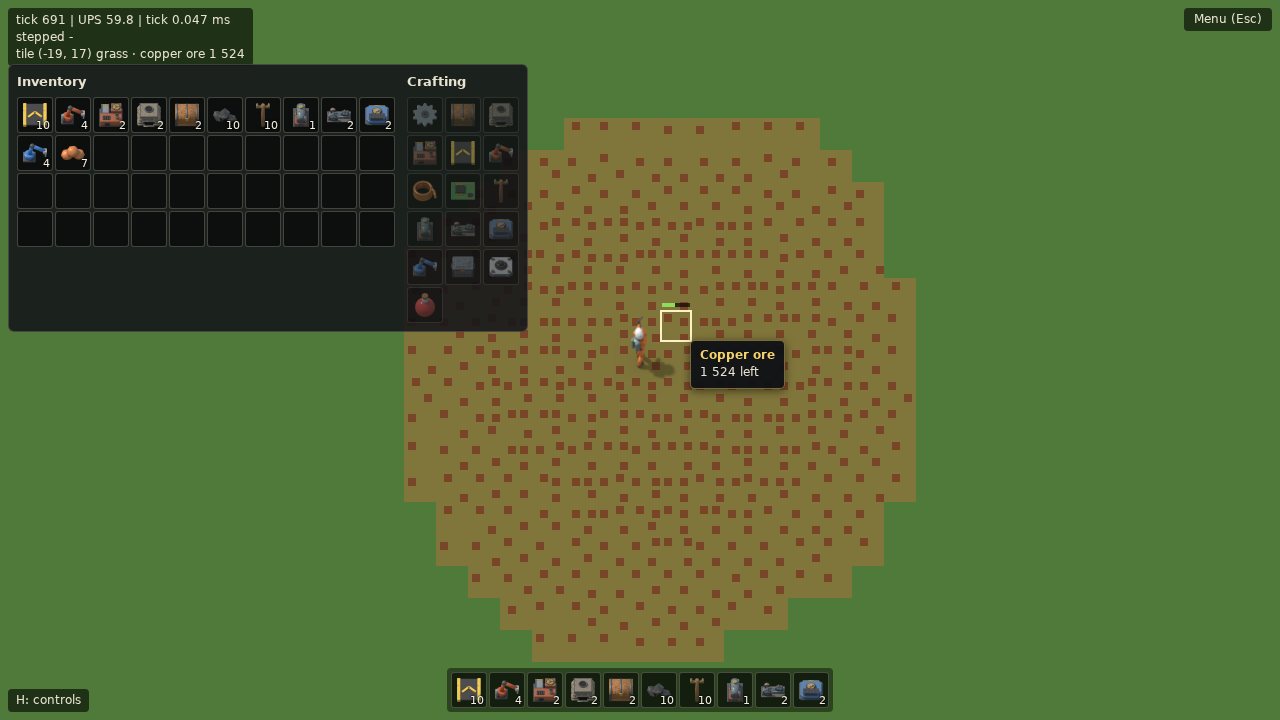 tick 691 | UPS 59.8 | tick 0.047 ms
stepped -
tile (-19, 17) grass · copper ore 1 524
Menu (Esc)
Inventory
Crafting
10
4
2
2
2
10
10
1
2
2
4
7
Copper ore
1 524 left
H: controls
10
4
2
2
2
10
10
1
2
2